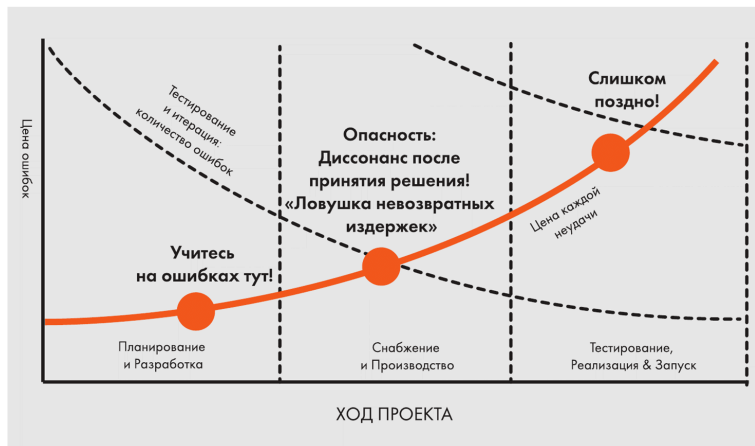 Цена ошибок
Тестирование
и итерация:
количество ошибок
Учитесь
на ошибках тут!
Опасность:
Диссонанс после
принятия решения!
«Ловушка невозвратных
издержек»
Слишком
поздно!
Цена каждой
неудачи
Планирование
и Разработка
Снабжение
и Производство
Тестирование,
Реализация & Запуск
ХОД ПРОЕКТА